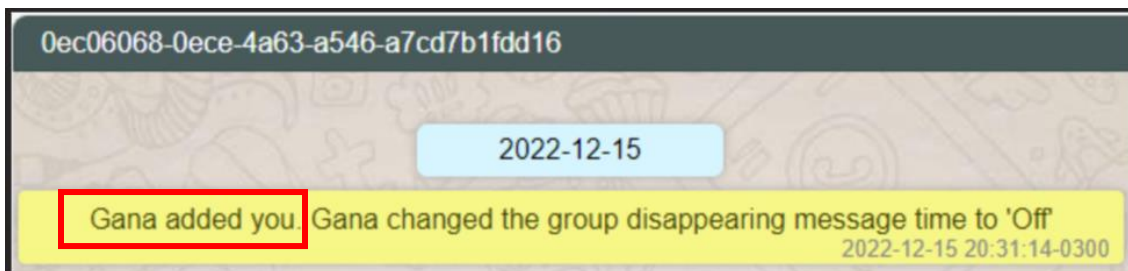 0ec06068-0ece-4a63-a546-a7cd7b1fdd16
2022-12-15
Gana added you. Gana changed the group disappearing message time to 'Off'
2022-12-15 20:31:14-0300